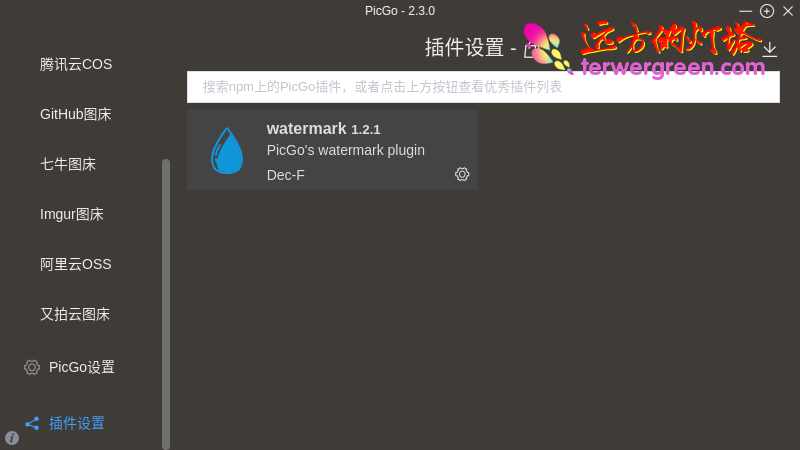 PicGo - 2.3.0
插件设置 -
远方的灯塔
terwergreen.com
搜索npm上的PicGo插件，或者点击上方按钮查看优秀插件列表
watermark 1.2.1
PicGo's watermark plugin
Dec-F
腾讯云COS
GitHub图床
七牛图床
Imgur图床
阿里云OSS
又拍云图床
PicGo设置
插件设置